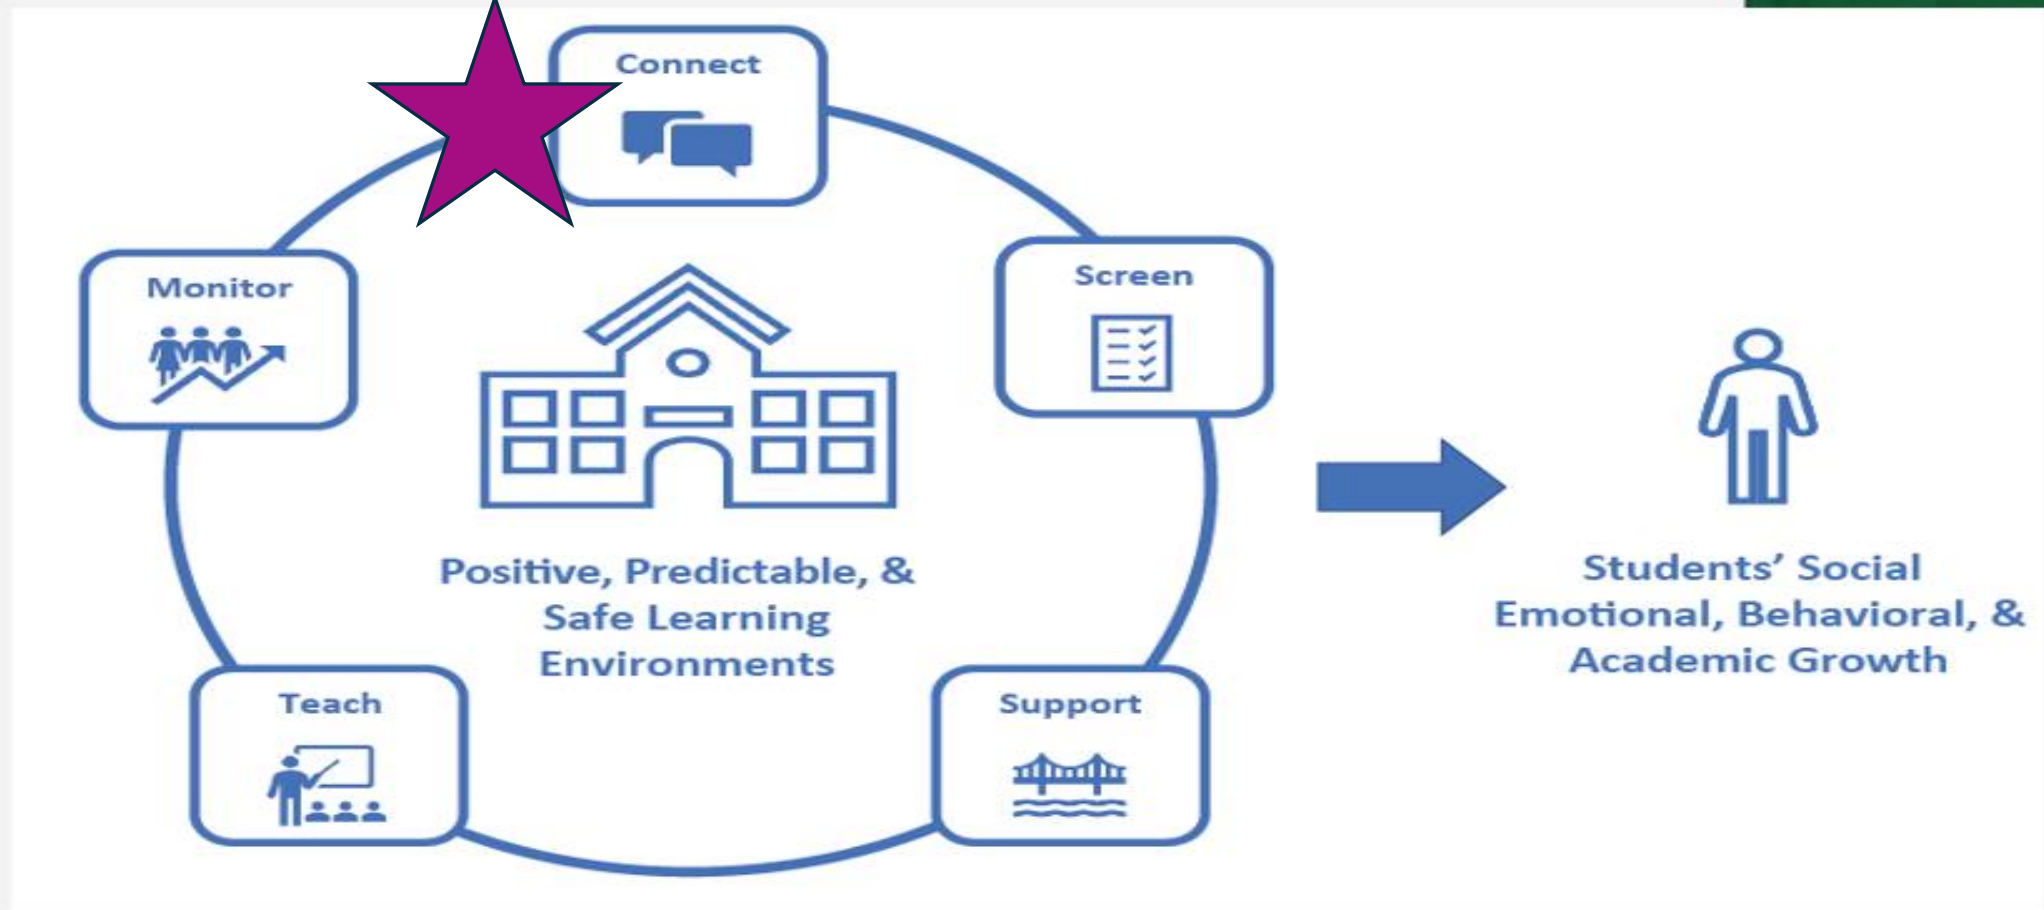 Connect
Screen
Monitor
Positive, Predictable, &
Safe Learning
Environments
Students’ Social
Emotional, Behavioral, &
Academic Growth
Teach
Support